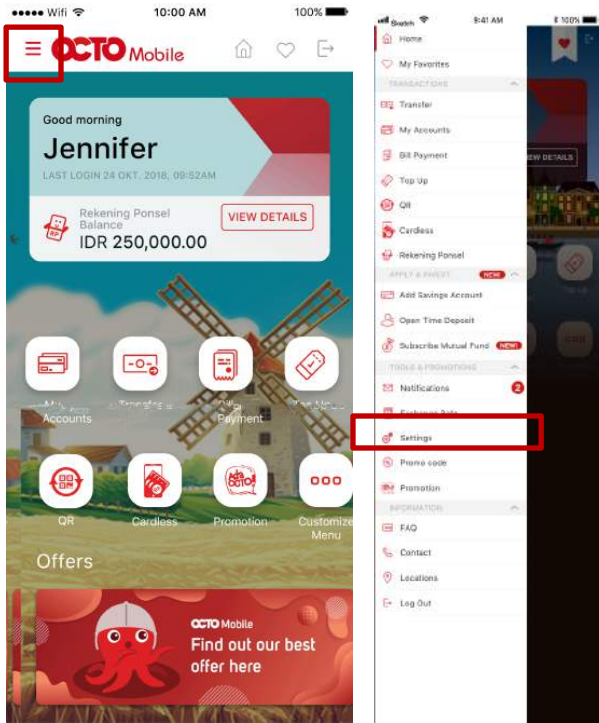 Wifi 10:00 AM 100%
OCTO Mobile
Good morning
Jennifer
LAST LOGIN 24 OKT. 2018, 09:52AM
Rekening Ponsel
Balance
IDR 250,000.00
VIEW DETAILS
Accounts
Payment
QR
Cardless
Promotion
Customize
Menu
Offers
OCTO Mobile
Find out our best
offer here
Sketch 9:41 AM 100%
Home
My Favorites
TRANSACTIONS
Transfer
My Accounts
Bill Payment
Top Up
QR
Cardless
Rekening Ponsel
APPLY & INVEST NEW!
Add Savings Account
Open Time Deposit
Subscribe Mutual Fund NEW!
TOOLS & PROMOTIONS
Notifications 2
Exchange Rate
Settings
Promo code
Promotion
INFORMATION
FAQ
Contact
Locations
Log Out
EW DETAILS